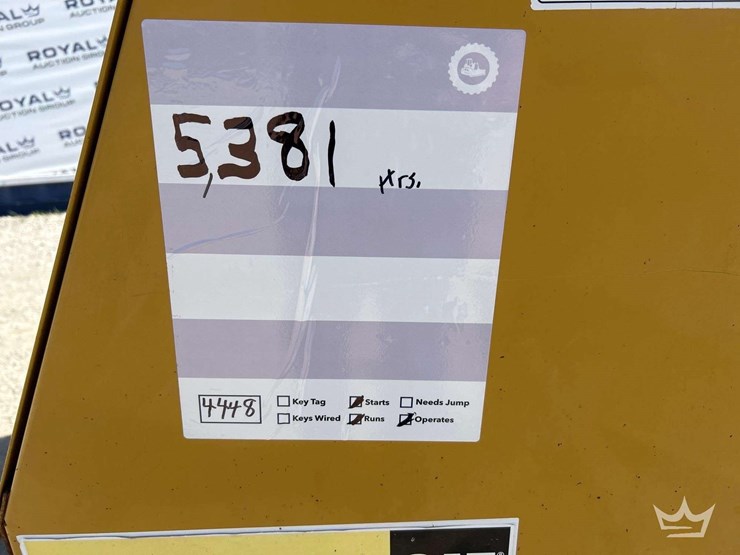 ROYAL
AUCTION GROUP
ROYAL
AUCTION GROUP
ROYAL
AUCTION GROUP
5,381 Hrs.
4448
Key Tag
Starts
Needs Jump
Keys Wired
Runs
Operates